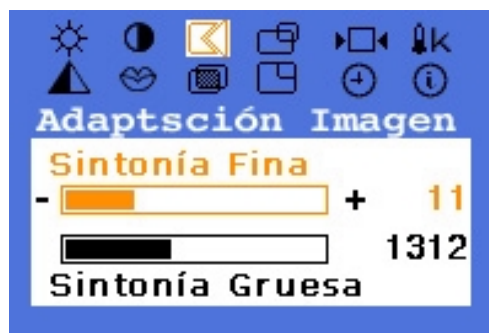 K
Adaptsción Imagen
Sintonía Fina
- + 11
1312
Sintonía Gruesa